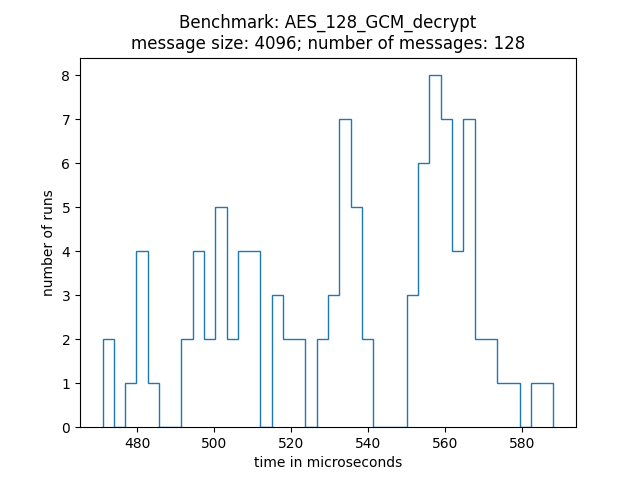 Benchmark: AES_128_GCM_decrypt
message size: 4096; number of messages: 128
8
7
6
5
4
3
2
1
0
number of runs
480 500 520 540 560 580
time in microseconds